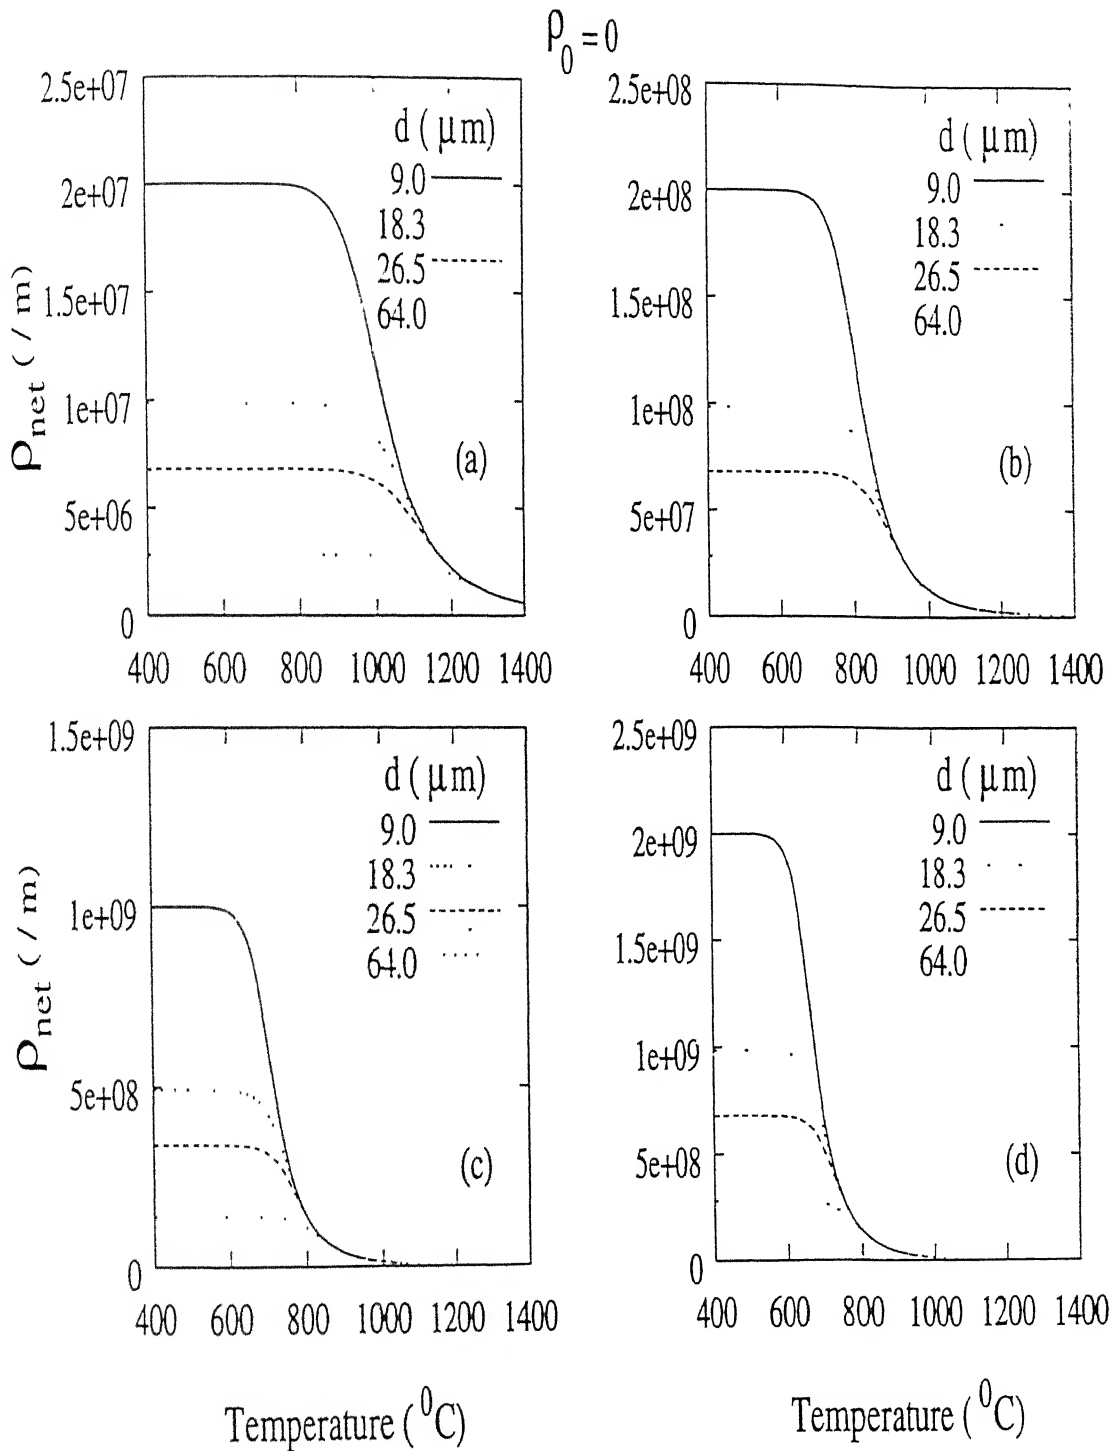 ρ0 = 0
2.5e+07
2e+07
1.5e+07
1e+07
5e+06
0
ρnet ( / m)
d ( μm)
9.0
18.3
26.5
64.0
(a)
400 600 800 1000 1200 1400
2.5e+08
2e+08
1.5e+08
1e+08
5e+07
0
d ( μm)
9.0
18.3
26.5
64.0
(b)
400 600 800 1000 1200 1400
1.5e+09
1e+09
5e+08
0
ρnet ( / m)
d ( μm)
9.0
18.3
26.5
64.0
(c)
400 600 800 1000 1200 1400
Temperature ( 0C)
2.5e+09
2e+09
1.5e+09
1e+09
5e+08
0
d ( μm)
9.0
18.3
26.5
64.0
(d)
400 600 800 1000 1200 1400
Temperature ( 0C)